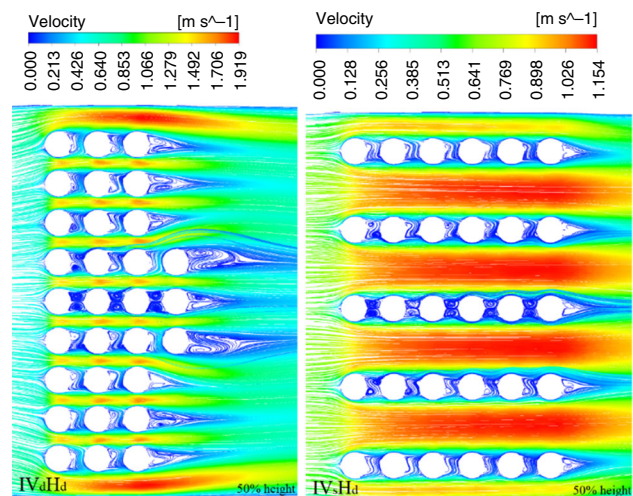 Velocity [m s^−1]
0.000 0.213 0.426 0.640 0.853 1.066 1.279 1.492 1.706 1.919
IVdHd
50% height
Velocity [m s^−1]
0.000 0.128 0.256 0.385 0.513 0.641 0.769 0.898 1.026 1.154
IVsHd
50% height